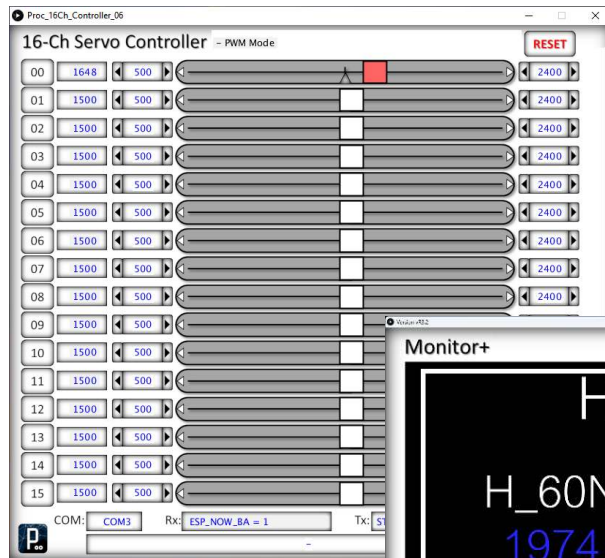 Proc_16Ch_Controller_06
16-Ch Servo Controller - PWM Mode RESET
00 1648 500 2400
01 1500 500 2400
02 1500 500 2400
03 1500 500 2400
04 1500 500 2400
05 1500 500 2400
06 1500 500 2400
07 1500 500 2400
08 1500 500 2400
09 1500 500
10 1500 500
11 1500 500
12 1500 500
13 1500 500
14 1500 500
15 1500 500
COM: COM3 Rx: ESP_NOW_BA = 1 Tx: ST
-
P
Monitor+
H
H_60N
1974